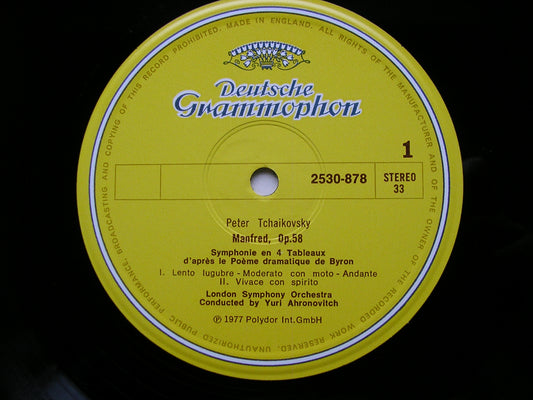 MADE IN ENGLAND. ALL RIGHTS OF THE MANUFACTURER AND OF THE OWNER OF THE RECORDED WORK RESERVED. UNAUTHORIZED PUBLIC PERFORMANCE, BROADCASTING AND COPYING OF THIS RECORD PROHIBITED.
Deutsche
Grammophon
1
2530-878 STEREO
33
Peter Tchaikovsky
Manfred, Op.58
Symphonie en 4 Tableaux
d'après le Poème dramatique de Byron
I. Lento lugubre - Moderato con moto - Andante
II. Vivace con spirito
London Symphony Orchestra
Conducted by Yuri Ahronovitch
℗ 1977 Polydor Int. GmbH